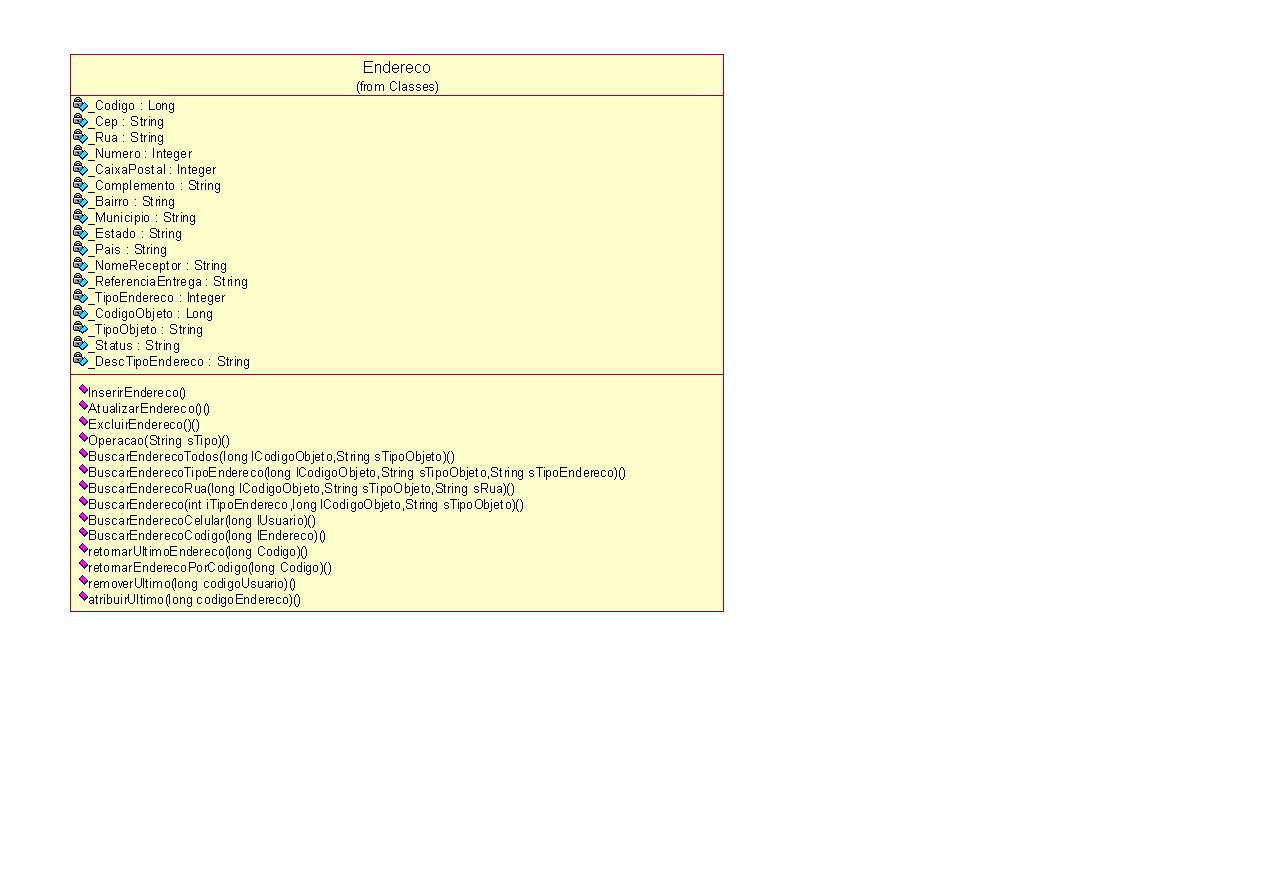 Endereco
(from Classes)
_Codigo : Long
_Cep : String
_Rua : String
_Numero : Integer
_CaixaPostal : Integer
_Complemento : String
_Bairro : String
_Municipio : String
_Estado : String
_Pais : String
_NomeReceptor : String
_ReferenciaEntrega : String
_TipoEndereco : Integer
_CodigoObjeto : Long
_TipoObjeto : String
_Status : String
_DescTipoEndereco : String
InserirEndereco()
AtualizarEndereco()()
ExcluirEndereco()()
Operacao(String sTipo)()
BuscarEnderecoTodos(long lCodigoObjeto,String sTipoObjeto)()
BuscarEnderecoTipoEndereco(long lCodigoObjeto,String sTipoObjeto,String sTipoEndereco)()
BuscarEnderecoRua(long lCodigoObjeto,String sTipoObjeto,String sRua)()
BuscarEndereco(int iTipoEndereco,long lCodigoObjeto,String sTipoObjeto)()
BuscarEnderecoCelular(long lUsuario)()
BuscarEnderecoCodigo(long lEndereco)()
retornarUltimoEndereco(long Codigo)()
retornarEnderecoPorCodigo(long Codigo)()
removerUltimo(long codigoUsuario)()
atribuirUltimo(long codigoEndereco)()